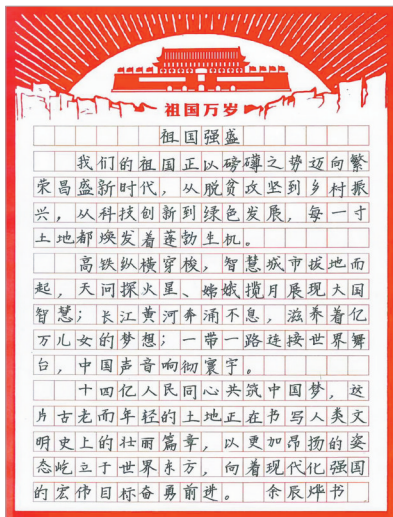 祖国万岁
祖国强盛
我们的祖国正以磅礴之势迈向繁
荣昌盛新时代，从脱贫攻坚到乡村振
兴，从科技创新到绿色发展，每一寸
土地都焕发着蓬勃生机。
高铁纵横穿梭，智慧城市拔地而
起，天问探火星、嫦娥揽月展现大国
智慧；长江黄河奔涌不息，滋养着亿
万儿女的梦想；一带一路连接世界舞
台，中国声音响彻寰宇。
十四亿人民同心共筑中国梦，这
片古老而年轻的土地正在书写人类文
明史上的壮丽篇章，以更加昂扬的姿
态屹立于世界东方，向着现代化强国
的宏伟目标奋勇前进。 余辰烨书